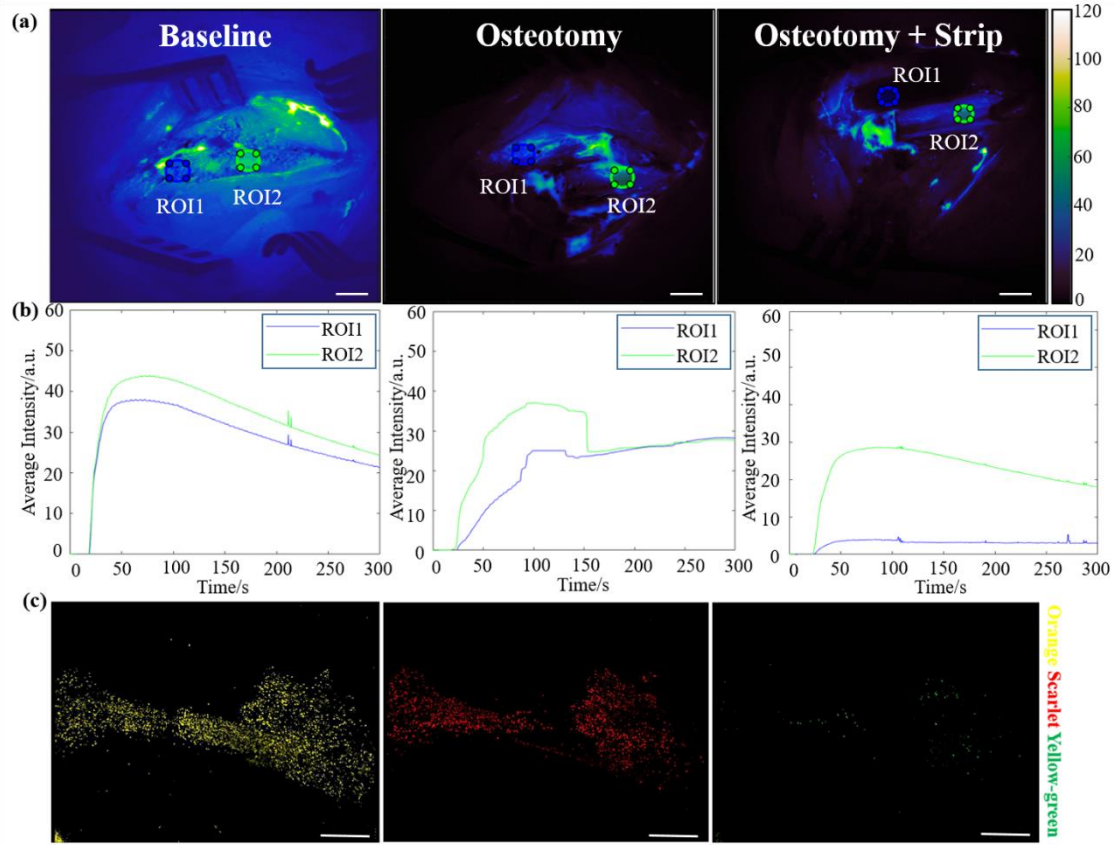 (a)
Baseline
Osteotomy
Osteotomy + Strip
ROI1
ROI2
ROI1
ROI2
ROI1
ROI2
120
100
80
60
40
20
0
(b)
60
50
40
30
20
10
0
Average Intensity/a.u.
ROI1
ROI2
0 50 100 150 200 250 300
Time/s
60
50
40
30
20
10
0
Average Intensity/a.u.
ROI1
ROI2
0 50 100 150 200 250 300
Time/s
60
50
40
30
20
10
0
Average Intensity/a.u.
ROI1
ROI2
0 50 100 150 200 250 300
Time/s
(c)
Orange Scarlet Yellow-green